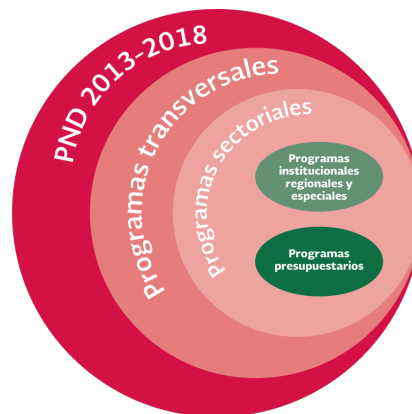 PND 2013-2018
Programas transversales
Programas sectoriales
Programas
institucionales
regionales y
especiales
Programas
presupuestarios